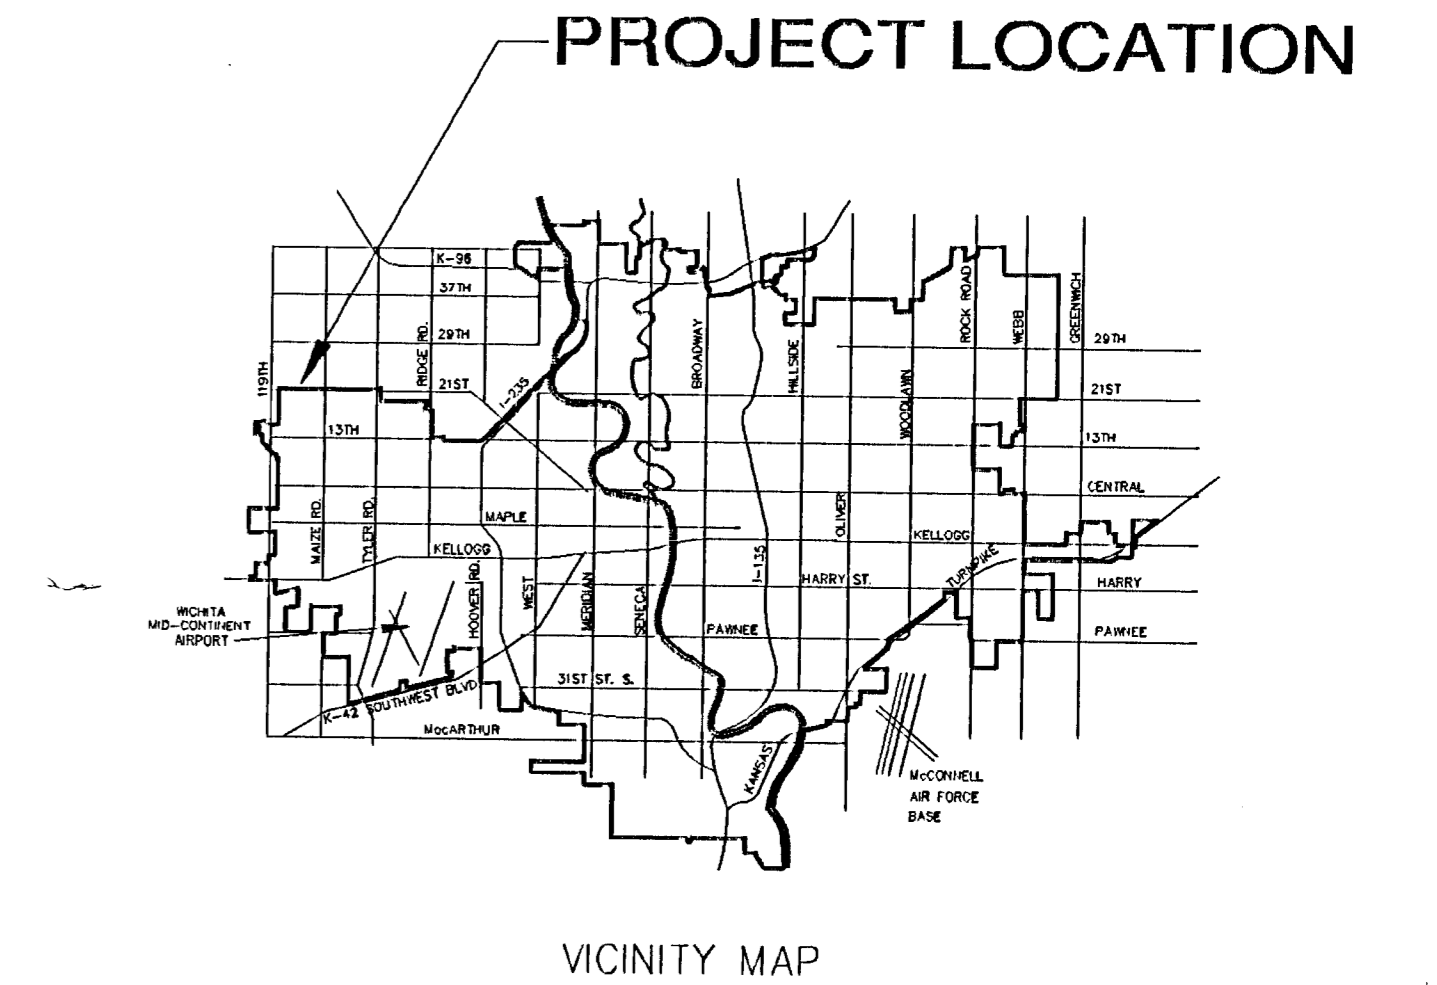 PROJECT LOCATION
K-96
37TH
29TH
21ST
13TH
119TH
RIDGE RD.
I-235
BROADWAY
HILLSIDE
WOODLAWN
ROCK ROAD
WEBB
GREENWICH
29TH
21ST
13TH
CENTRAL
MAIZE RD.
TYLER RD.
MAPLE
KELLOGG
HOOVER RD.
WEST
MERIDIAN
SENECA
I-135
OLIVER
KELLOGG
HARRY ST.
TURNPIKE
HARRY
PAWNEE
PAWNEE
WICHITA
MID-CONTINENT
AIRPORT
31ST ST. S.
K-42 SOUTHWEST BLVD
McARTHUR
KANSAS
McCONNELL
AIR FORCE
BASE
VICINITY MAP